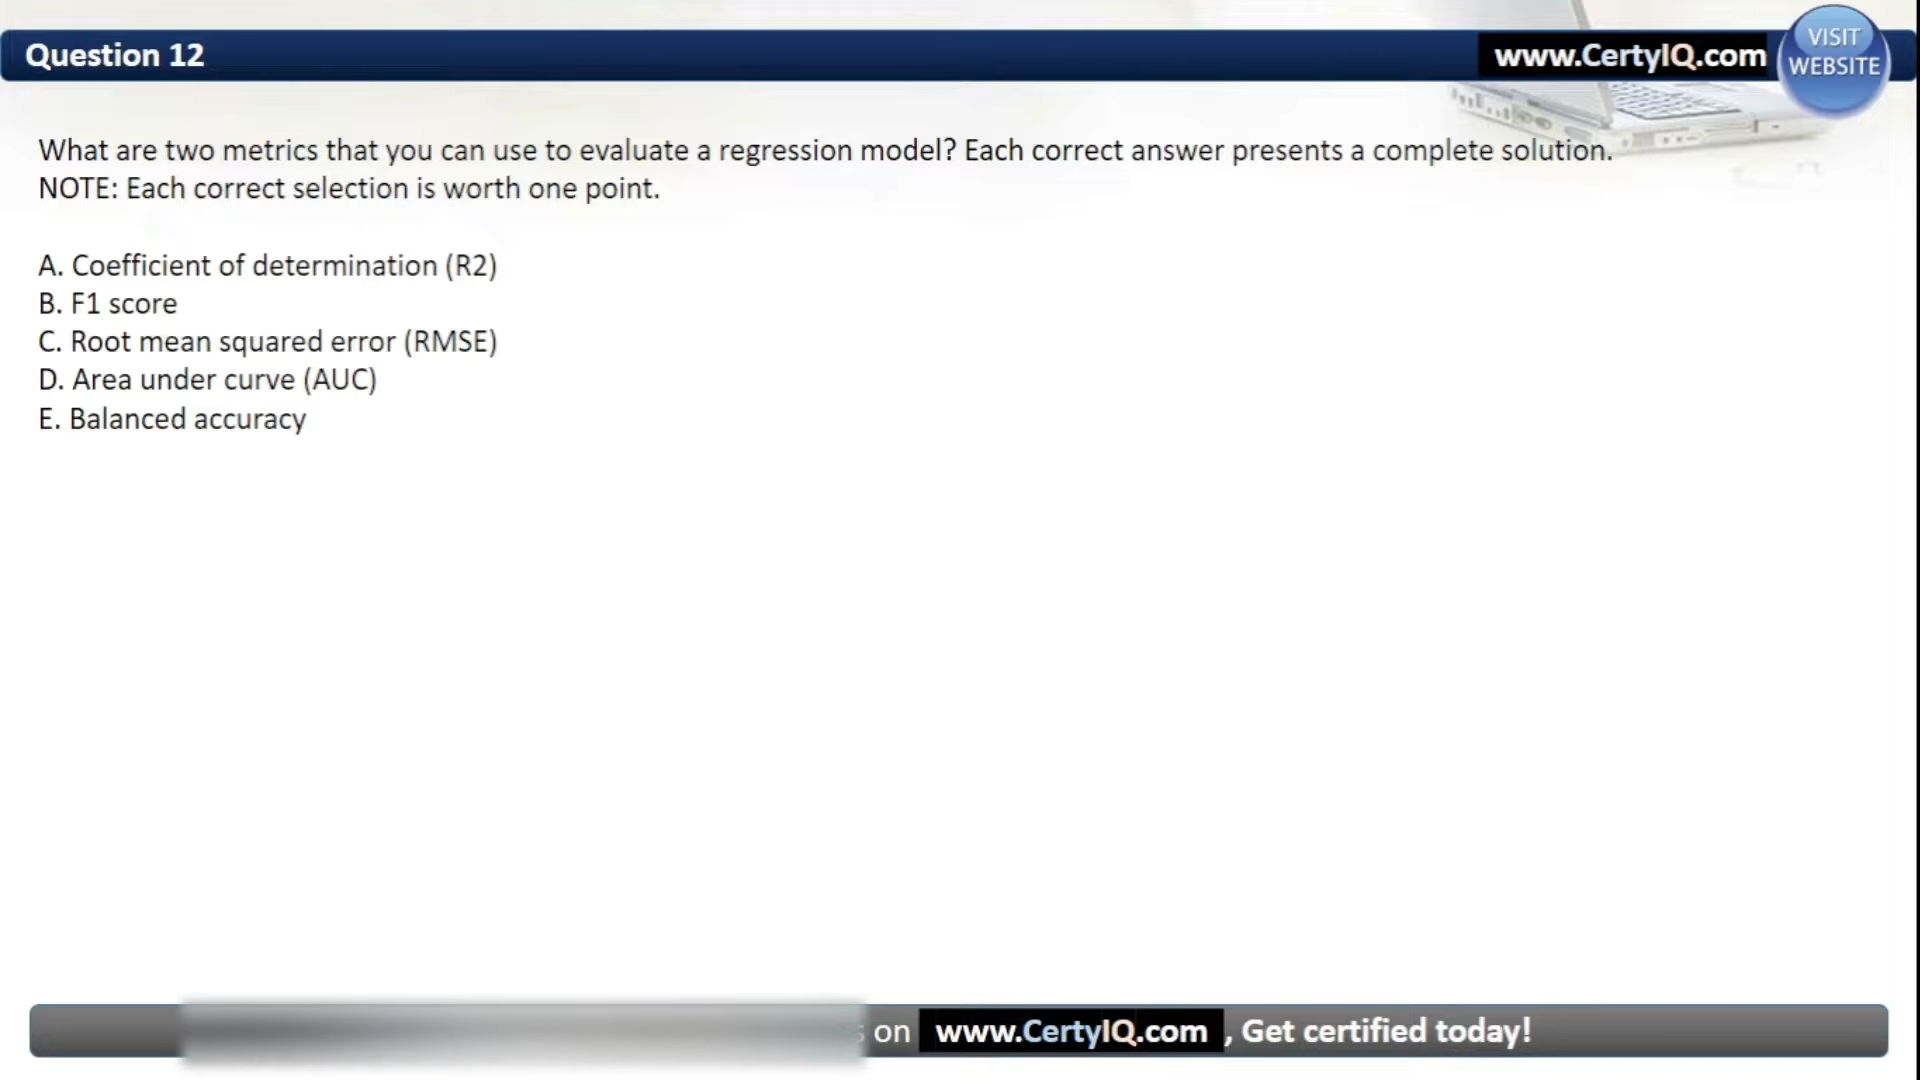 Question 12
www.CertyIQ.com
VISIT
WEBSITE
What are two metrics that you can use to evaluate a regression model? Each correct answer presents a complete solution.
NOTE: Each correct selection is worth one point.
A. Coefficient of determination (R2)
B. F1 score
C. Root mean squared error (RMSE)
D. Area under curve (AUC)
E. Balanced accuracy
on www.CertyIQ.com , Get certified today!